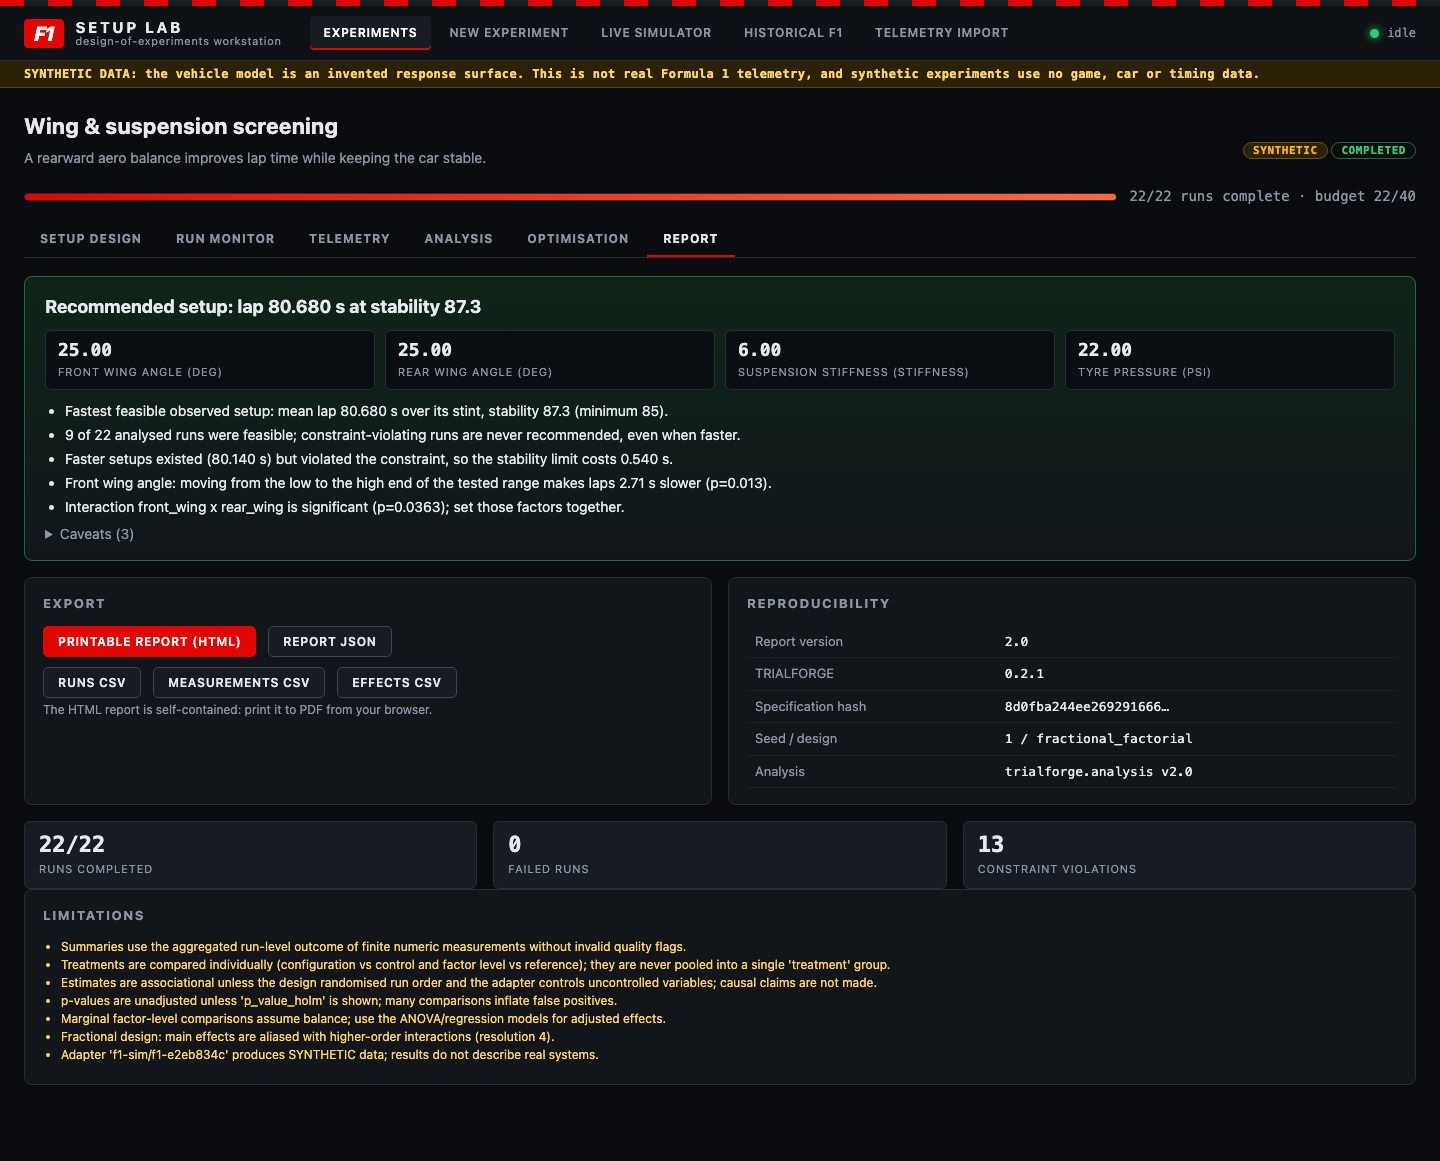 F1
SETUP LAB
design-of-experiments workstation
EXPERIMENTS
NEW EXPERIMENT
LIVE SIMULATOR
HISTORICAL F1
TELEMETRY IMPORT
idle
SYNTHETIC DATA: the vehicle model is an invented response surface. This is not real Formula 1 telemetry, and synthetic experiments use no game, car or timing data.
Wing & suspension screening
A rearward aero balance improves lap time while keeping the car stable.
SYNTHETIC
COMPLETED
22/22 runs complete · budget 22/40
SETUP DESIGN
RUN MONITOR
TELEMETRY
ANALYSIS
OPTIMISATION
REPORT
Recommended setup: lap 80.680 s at stability 87.3
25.00
FRONT WING ANGLE (DEG)
25.00
REAR WING ANGLE (DEG)
6.00
SUSPENSION STIFFNESS (STIFFNESS)
22.00
TYRE PRESSURE (PSI)
• Fastest feasible observed setup: mean lap 80.680 s over its stint, stability 87.3 (minimum 85).
• 9 of 22 analysed runs were feasible; constraint-violating runs are never recommended, even when faster.
• Faster setups existed (80.140 s) but violated the constraint, so the stability limit costs 0.540 s.
• Front wing angle: moving from the low to the high end of the tested range makes laps 2.71 s slower (p=0.013).
• Interaction front_wing x rear_wing is significant (p=0.0363); set those factors together.
▶ Caveats (3)
EXPORT
PRINTABLE REPORT (HTML)
REPORT JSON
RUNS CSV
MEASUREMENTS CSV
EFFECTS CSV
The HTML report is self-contained: print it to PDF from your browser.
REPRODUCIBILITY
Report version 2.0
TRIALFORGE 0.2.1
Specification hash 8d0fba244ee269291666…
Seed / design 1 / fractional_factorial
Analysis trialforge.analysis v2.0
22/22
RUNS COMPLETED
0
FAILED RUNS
13
CONSTRAINT VIOLATIONS
LIMITATIONS
• Summaries use the aggregated run-level outcome of finite numeric measurements without invalid quality flags.
• Treatments are compared individually (configuration vs control and factor level vs reference); they are never pooled into a single 'treatment' group.
• Estimates are associational unless the design randomised run order and the adapter controls uncontrolled variables; causal claims are not made.
• p-values are unadjusted unless 'p_value_holm' is shown; many comparisons inflate false positives.
• Marginal factor-level comparisons assume balance; use the ANOVA/regression models for adjusted effects.
• Fractional design: main effects are aliased with higher-order interactions (resolution 4).
• Adapter 'f1-sim/f1-e2eb834c' produces SYNTHETIC data; results do not describe real systems.